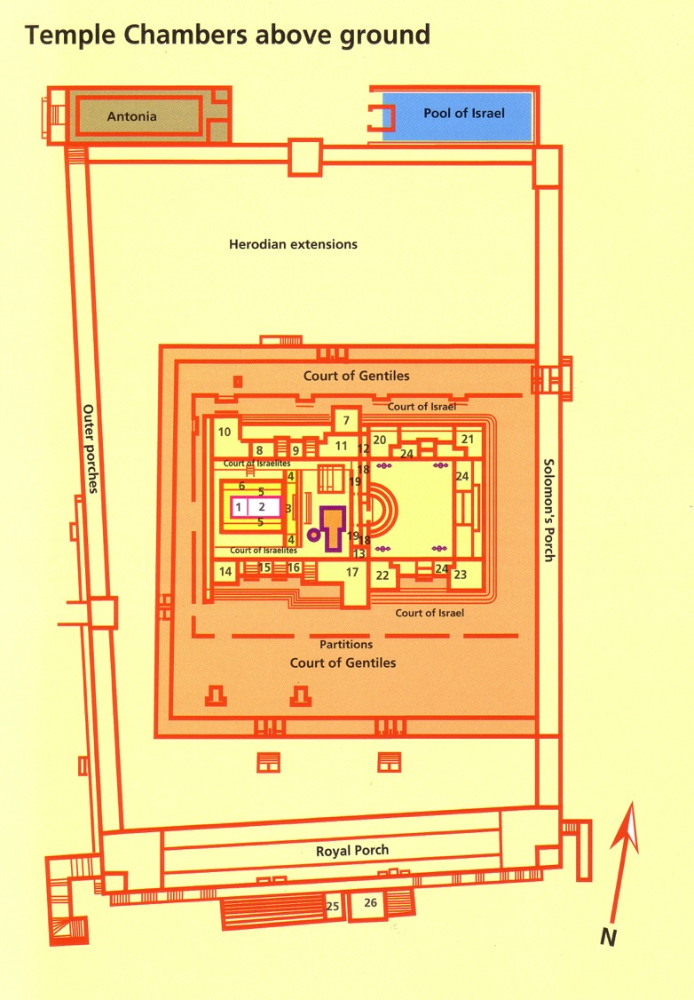 Temple Chambers above ground
Antonia
Pool of Israel
Herodian extensions
Court of Gentiles
Court of Israel
7
10
20
21
11
12
8
9
24
Court of Israelites
18
4
24
19
6
5
1
2
3
5
4
19
18
Court of Israelites
13
14
15
16
17
22
24
23
Court of Israel
Partitions
Court of Gentiles
Outer porches
Solomon's Porch
Royal Porch
25
26
N